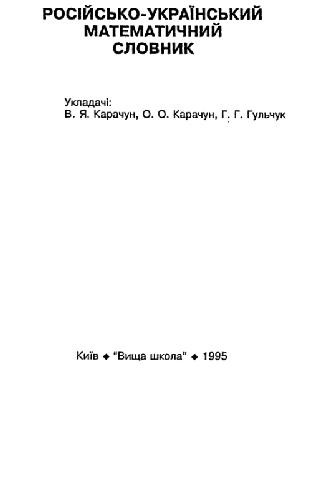 РОСІЙСЬКО-УКРАЇНСЬКИЙ
МАТЕМАТИЧНИЙ
СЛОВНИК
Укладачі:
В. Я. Карачун, О. О. Карачун, Г. Г. Гульчук
Київ ◆ "Вища школа" ◆ 1995